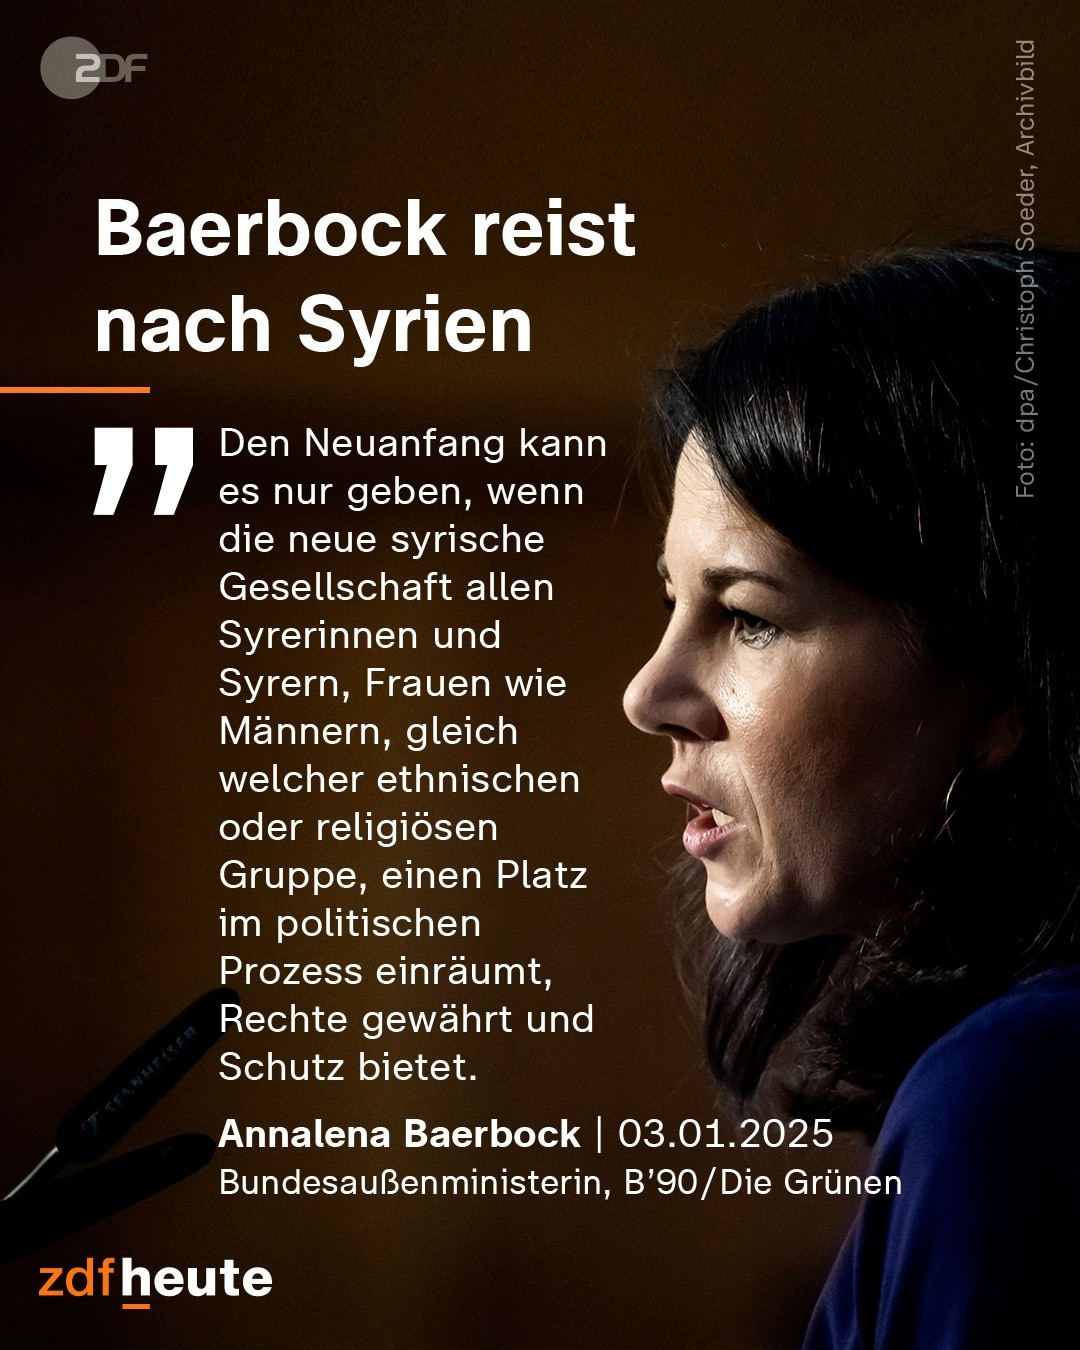 ZDF
Foto: dpa/Christoph Soeder, Archivbild
Baerbock reist
nach Syrien
”
Den Neuanfang kann
es nur geben, wenn
die neue syrische
Gesellschaft allen
Syrerinnen und
Syrern, Frauen wie
Männern, gleich
welcher ethnischen
oder religiösen
Gruppe, einen Platz
im politischen
Prozess einräumt,
Rechte gewährt und
Schutz bietet.
Annalena Baerbock | 03.01.2025
Bundesaußenministerin, B’90/Die Grünen
SENNHEISER
zdfheute